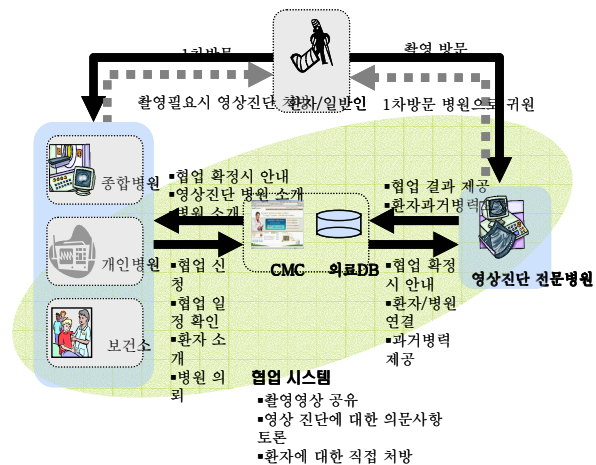 1차방문
촬영 방문
촬영필요시 영상진단
환자/일반인
1차방문 병원으로 귀원
종합병원
▪협업 확정시 안내
▪영상진단 병원 소개
▪병원 소개
▪협업 결과 제공
▪환자과거병력
개인병원
CMC
의료DB
영상진단 전문병원
▪협업 신
청
▪협업 일
정 확인
▪환자 소
개
▪병원 의
뢰
▪협업 확정
시 안내
▪환자/병원
연결
▪과거병력
제공
보건소
협업 시스템
▪촬영영상 공유
▪영상 진단에 대한 의문사항
토론
▪환자에 대한 직접 처방